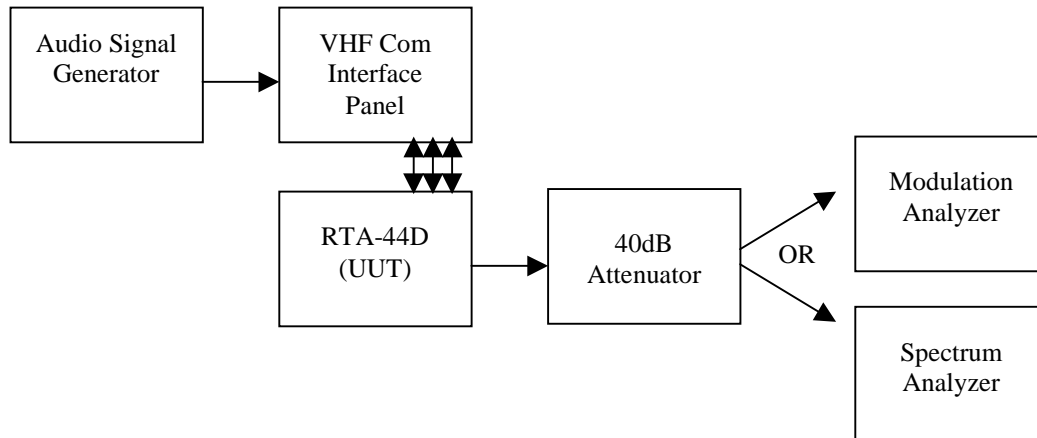 Audio Signal
Generator
VHF Com
Interface
Panel
RTA-44D
(UUT)
40dB
Attenuator
OR
Modulation
Analyzer
Spectrum
Analyzer